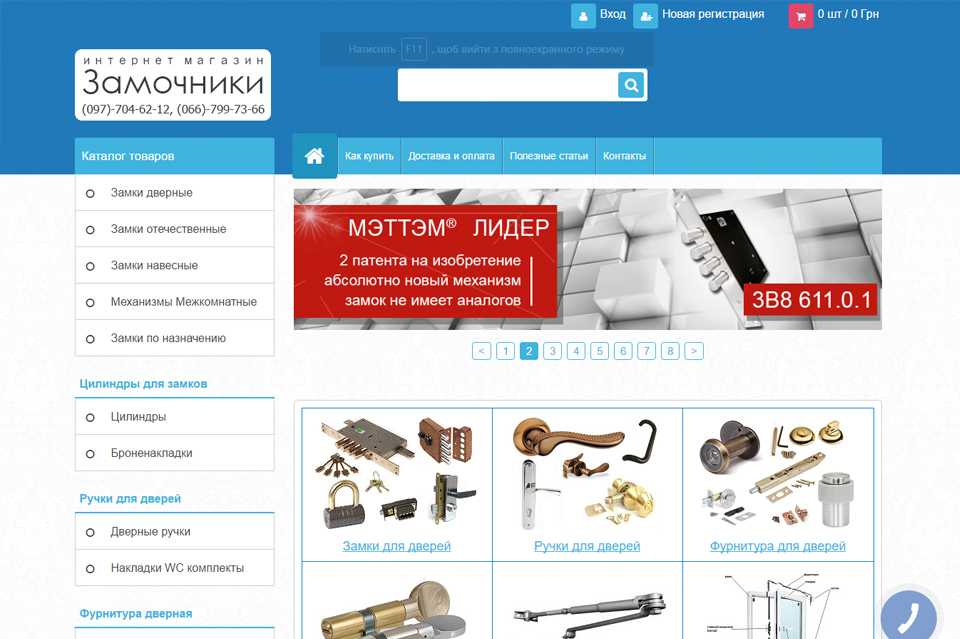 Вход
Новая регистрация
0 шт / 0 Грн
Натисніть F11 , щоб вийти з повноекранного режиму
интернет магазин
Замочники
(097)-704-62-12, (066)-799-73-66
Каталог товаров
Как купить
Доставка и оплата
Полезные статьи
Контакты
Замки дверные
Замки отечественные
Замки навесные
Механизмы Межкомнатные
Замки по назначению
Цилиндры для замков
Цилиндры
Броненакладки
Ручки для дверей
Дверные ручки
Накладки WC комплекты
Фурнитура дверная
МЭТТЭМ® ЛИДЕР
2 патента на изобретение
абсолютно новый механизм
замок не имеет аналогов
3В8 611.0.1
< 1 2 3 4 5 6 7 8 >
Замки для дверей
Ручки для дверей
Фурнитура для дверей